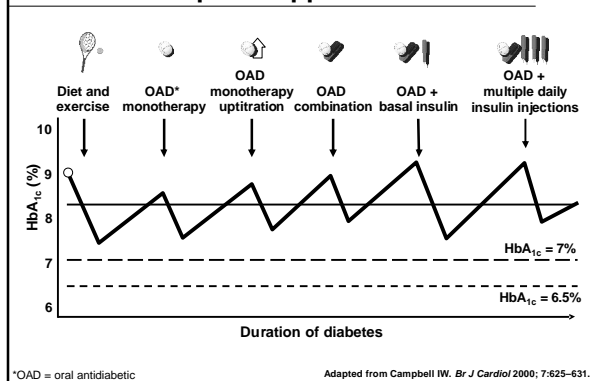 Diet and
exercise
OAD*
monotherapy
OAD
monotherapy
uptitration
OAD
combination
OAD +
basal insulin
OAD +
multiple daily
insulin injections
HbA1c (%)
10
9
8
7
6
HbA1c = 7%
HbA1c = 6.5%
Duration of diabetes
*OAD = oral antidiabetic
Adapted from Campbell IW. Br J Cardiol 2000; 7:625–631.